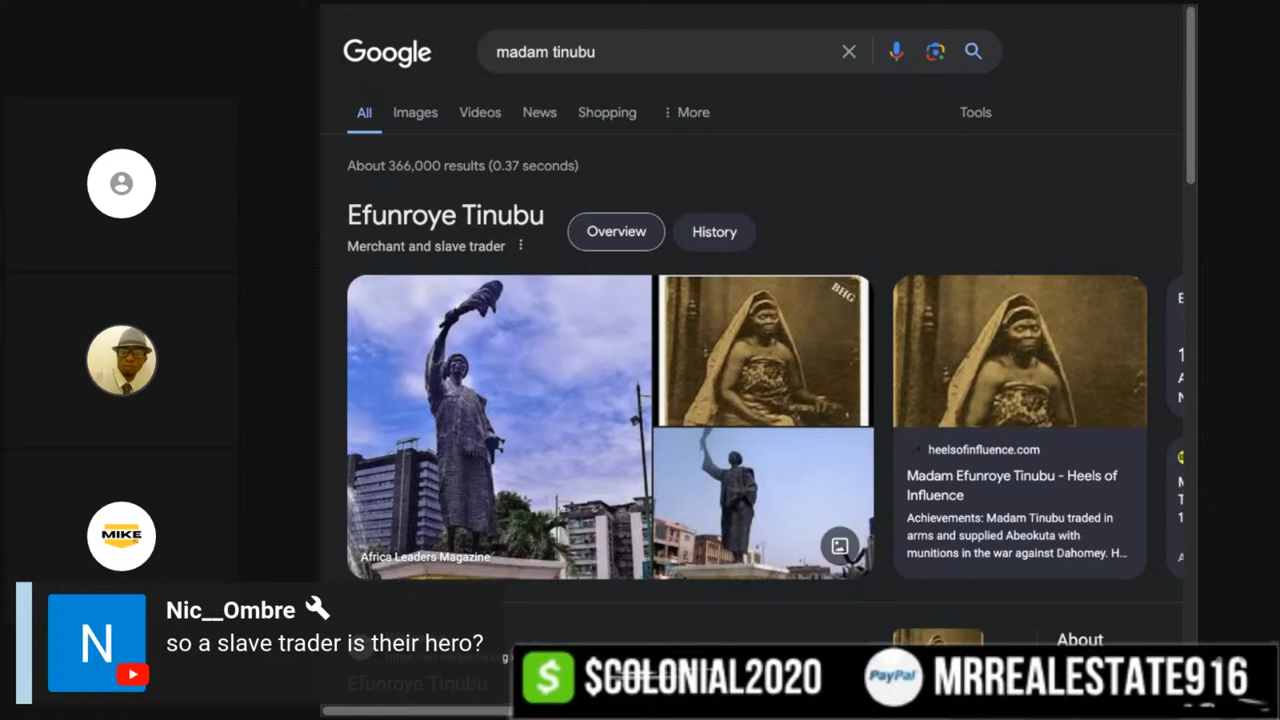 Google
madam tinubu
All
Images
Videos
News
Shopping
More
Tools
About 366,000 results (0.37 seconds)
Efunroye Tinubu
Merchant and slave trader
Overview
History
BHG
Africa Leaders Magazine
heelsofinfluence.com
Madam Efunroye Tinubu - Heels of
Influence
Achievements: Madam Tinubu traded in
arms and supplied Abeokuta with
munitions in the war against Dahomey. H...
MIKE
N
Nic__Ombre
so a slave trader is their hero?
Efunroye Tinubu
About
$ $COLONIAL2020
PayPal MRREALESTATE916